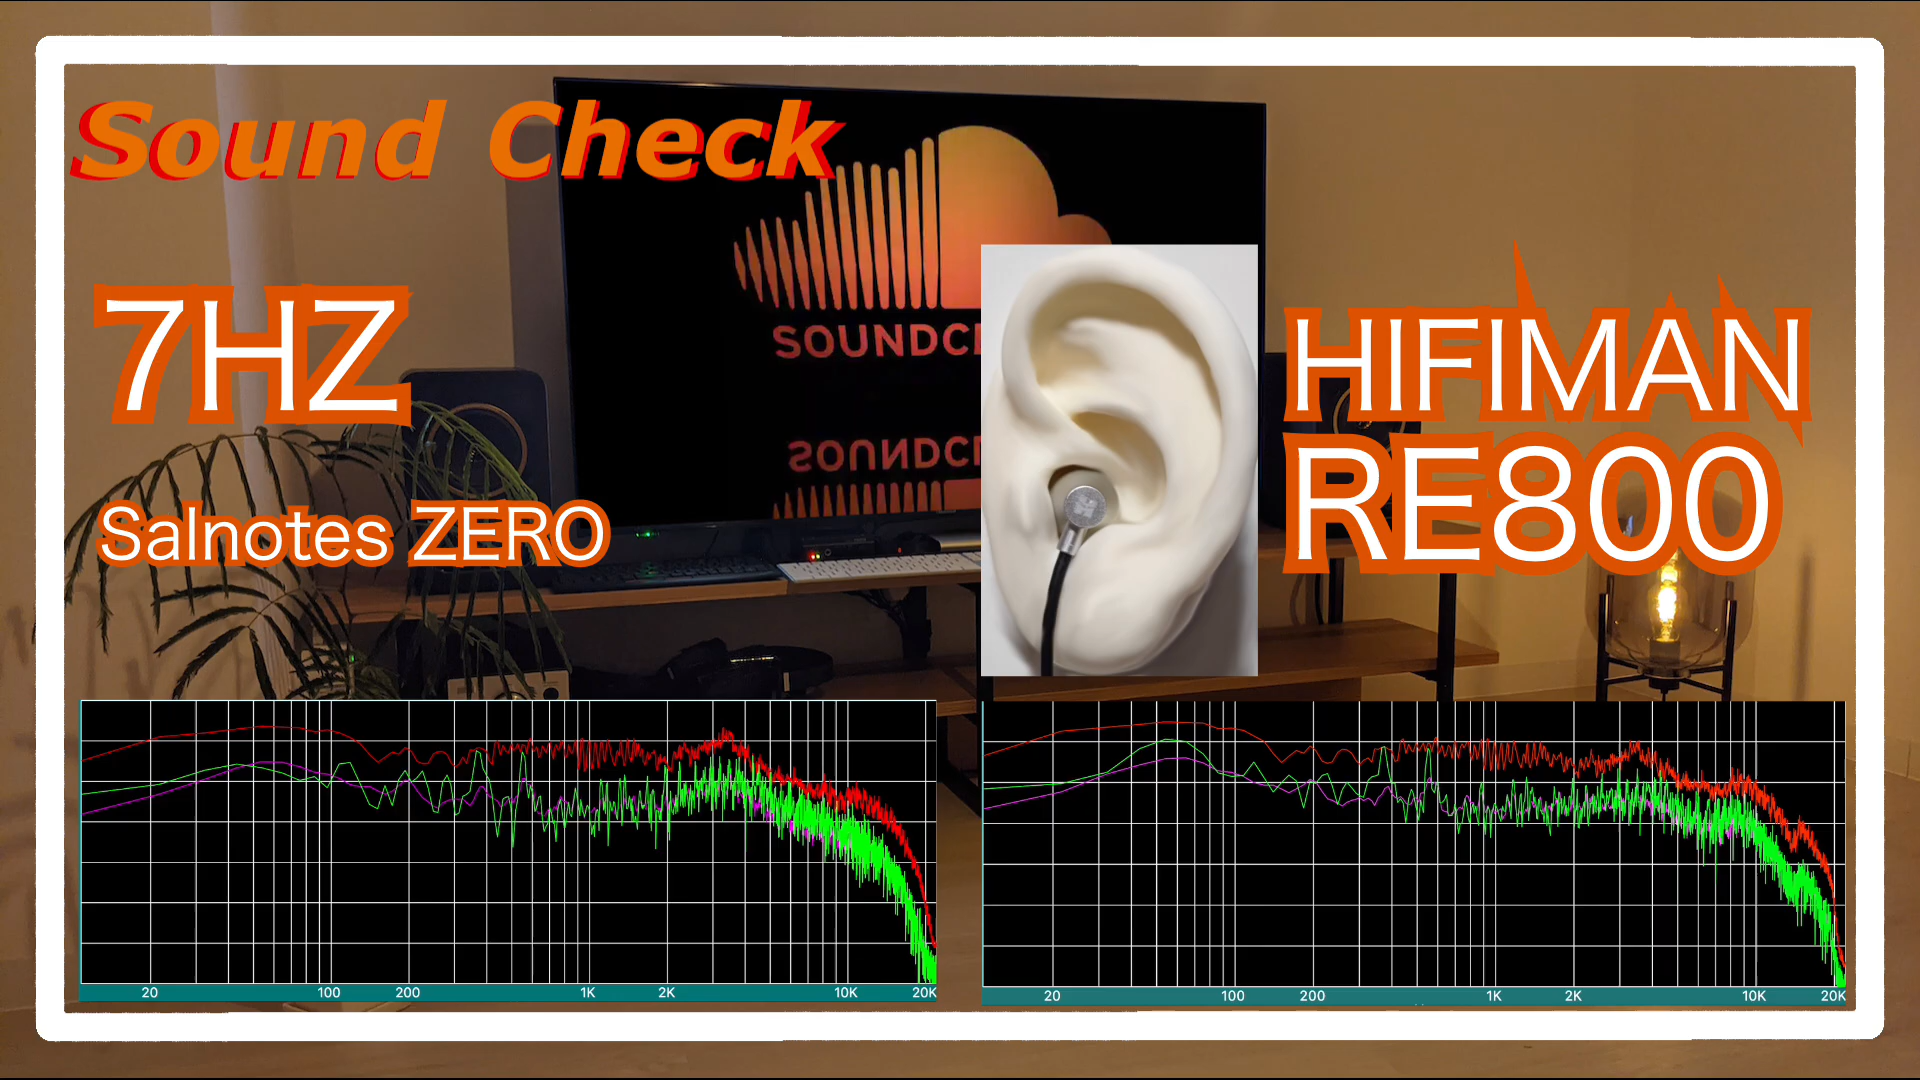 Sound Check
SOUNDC
7HZ
Salnotes ZERO
HIFIMAN
RE800
20 100 200 1K 2K 10K 20K
20 100 200 1K 2K 10K 20K